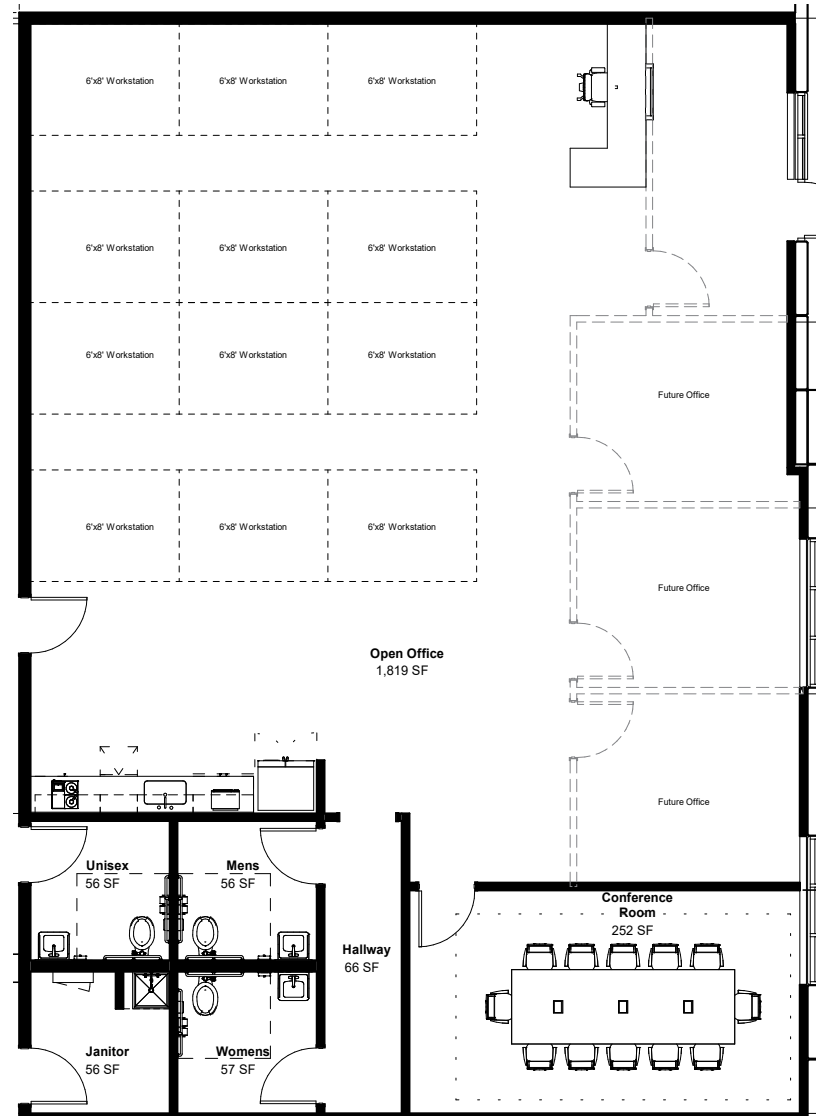 6'x8' Workstation
6'x8' Workstation
6'x8' Workstation
6'x8' Workstation
6'x8' Workstation
6'x8' Workstation
6'x8' Workstation
6'x8' Workstation
6'x8' Workstation
Future Office
6'x8' Workstation
6'x8' Workstation
6'x8' Workstation
Future Office
Open Office
1,819 SF
Future Office
Unisex
56 SF
Mens
56 SF
Conference
Room
252 SF
Hallway
66 SF
Janitor
56 SF
Womens
57 SF